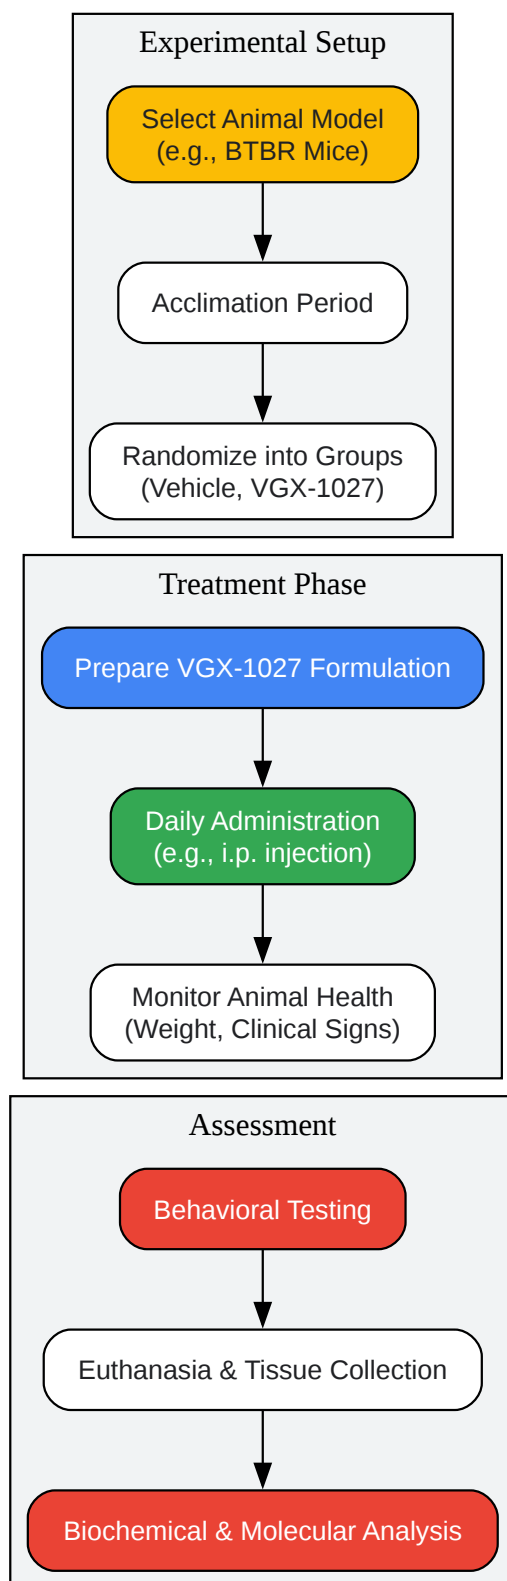 Experimental Setup
Select Animal Model
(e.g., BTBR Mice)
Acclimation Period
Randomize into Groups
(Vehicle, VGX-1027)
Treatment Phase
Prepare VGX-1027 Formulation
Daily Administration
(e.g., i.p. injection)
Monitor Animal Health
(Weight, Clinical Signs)
Assessment
Behavioral Testing
Euthanasia & Tissue Collection
Biochemical & Molecular Analysis